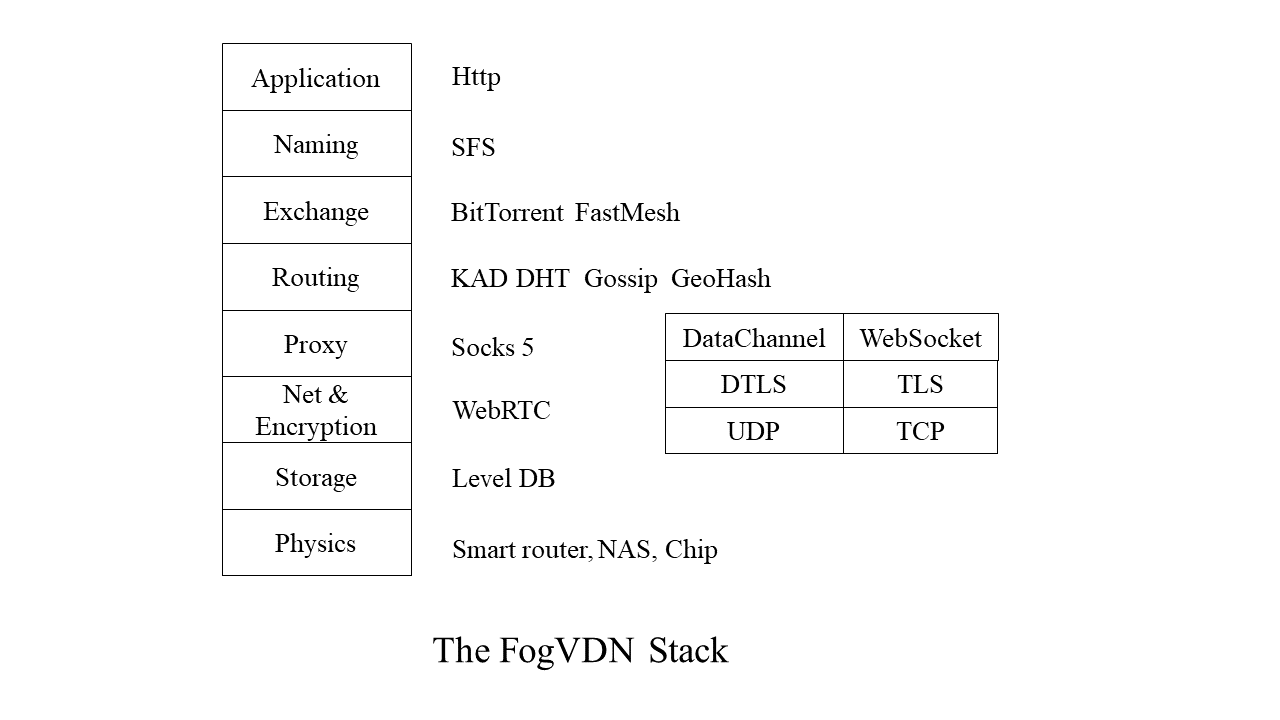 Application Http
Naming SFS
Exchange BitTorrent FastMesh
Routing KAD DHT Gossip GeoHash
Proxy Socks 5
DataChannel WebSocket
Net &
Encryption
WebRTC
DTLS TLS
UDP TCP
Storage Level DB
Physics Smart router, NAS, Chip
The FogVDN Stack